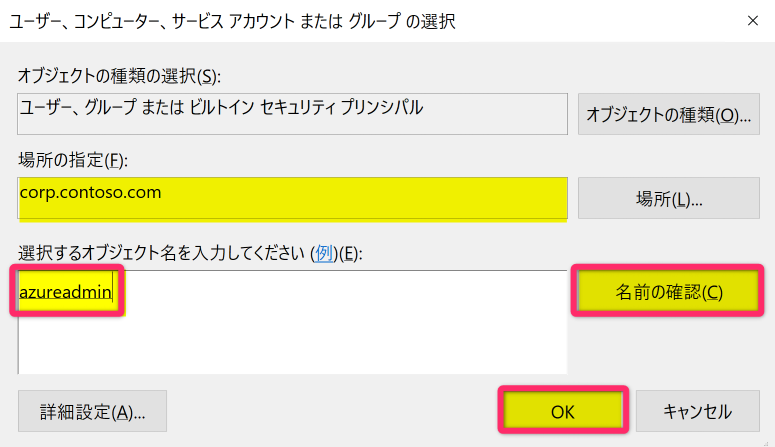 ユーザー、コンピューター、サービス アカウント または グループ の選択
オブジェクトの種類の選択(S):
ユーザー、グループ または ビルトイン セキュリティ プリンシパル
オブジェクトの種類(O)...
場所の指定(F):
corp.contoso.com
場所(L)...
選択するオブジェクト名を入力してください (例)(E):
azureadmin
名前の確認(C)
詳細設定(A)...
OK
キャンセル